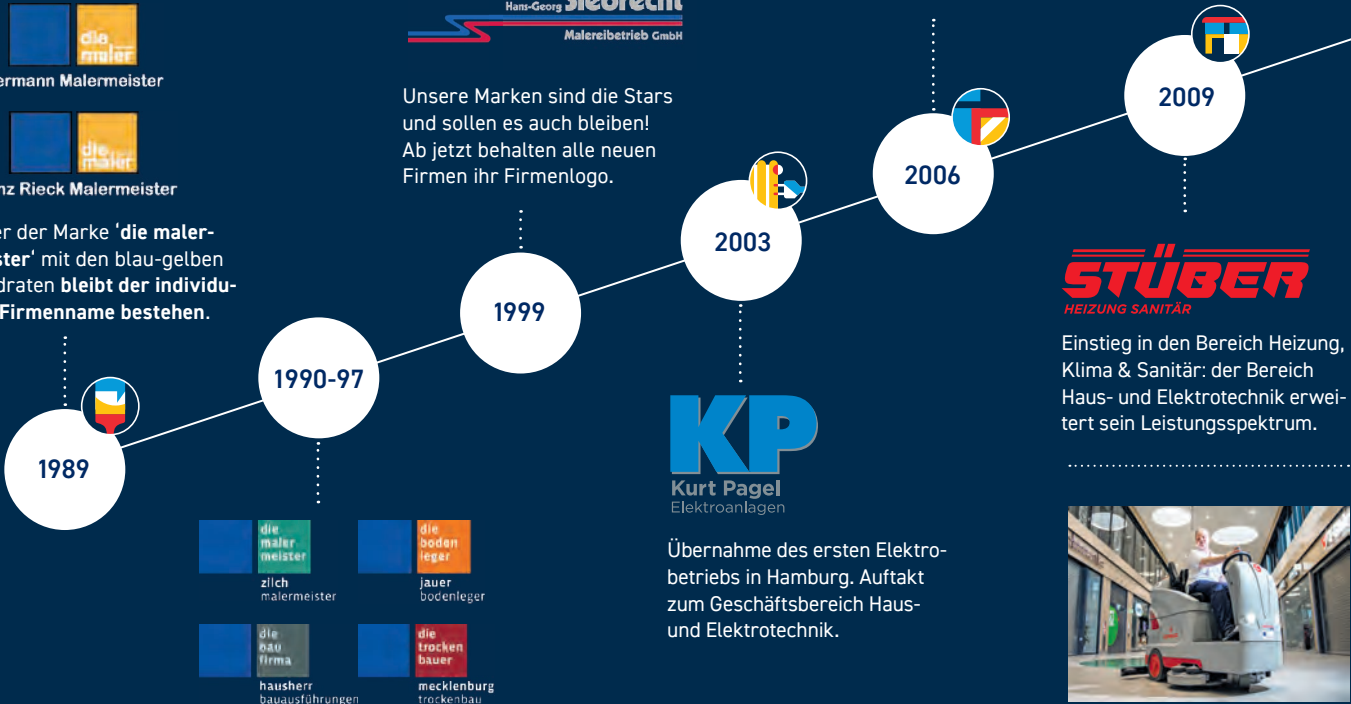 die
maler
ermann Malermeister
die
maler
nz Rieck Malermeister
er der Marke ‘die maler-
ster‘ mit den blau-gelben
draten bleibt der individu-
Firmenname bestehen.
1989
1990-97
die
maler
meister
zilch
malermeister
die
boden
leger
jauer
bodenleger
die
bau
firma
hausherr
bauausführungen
die
trocken
bauer
mecklenburg
trockenbau
Hans-Georg Siebrecht
Malereibetrieb GmbH
Unsere Marken sind die Stars
und sollen es auch bleiben!
Ab jetzt behalten alle neuen
Firmen ihr Firmenlogo.
1999
2003
KP
Kurt Pagel
Elektroanlagen
Übernahme des ersten Elektro-
betriebs in Hamburg. Auftakt
zum Geschäftsbereich Haus-
und Elektrotechnik.
2006
2009
STÜBER
HEIZUNG SANITÄR
Einstieg in den Bereich Heizung,
Klima & Sanitär: der Bereich
Haus- und Elektrotechnik erwei-
tert sein Leistungsspektrum.